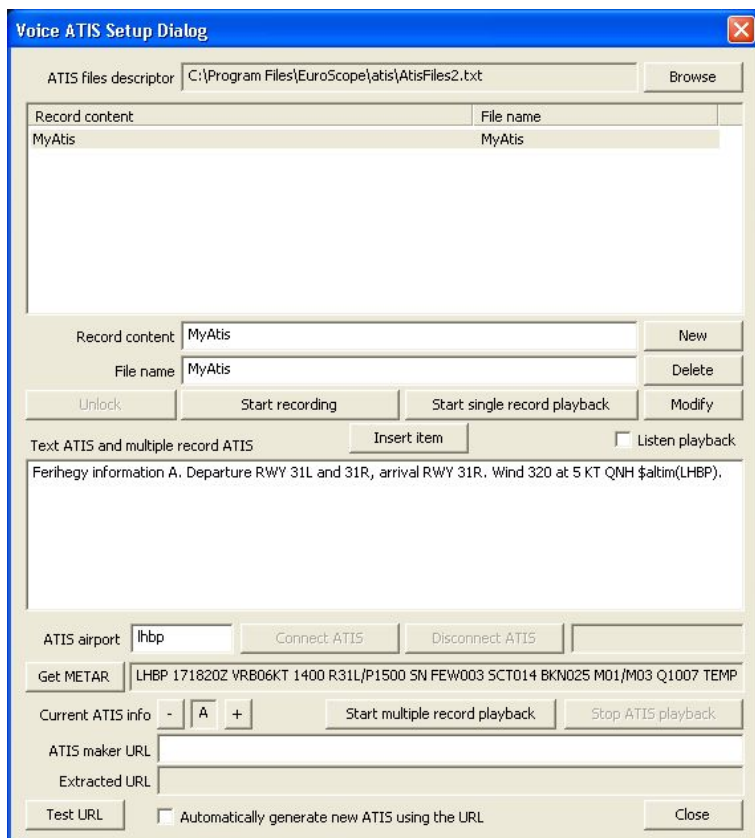 Voice ATIS Setup Dialog
ATIS files descriptor C:\Program Files\EuroScope\atis\AtisFiles2.txt Browse
Record content File name
MyAtis MyAtis
Record content MyAtis New
File name MyAtis Delete
Unlock Start recording Start single record playback Modify
Text ATIS and multiple record ATIS Insert item Listen playback
Ferihegy information A. Departure RWY 31L and 31R, arrival RWY 31R. Wind 320 at 5 KT QNH $altim(LHBP).
ATIS airport lhbp Connect ATIS Disconnect ATIS
Get METAR LHBP 171820Z VRB06KT 1400 R31L/P1500 SN FEW003 SCT014 BKN025 M01/M03 Q1007 TEMP
Current ATIS info - A + Start multiple record playback Stop ATIS playback
ATIS maker URL
Extracted URL
Test URL Automatically generate new ATIS using the URL Close